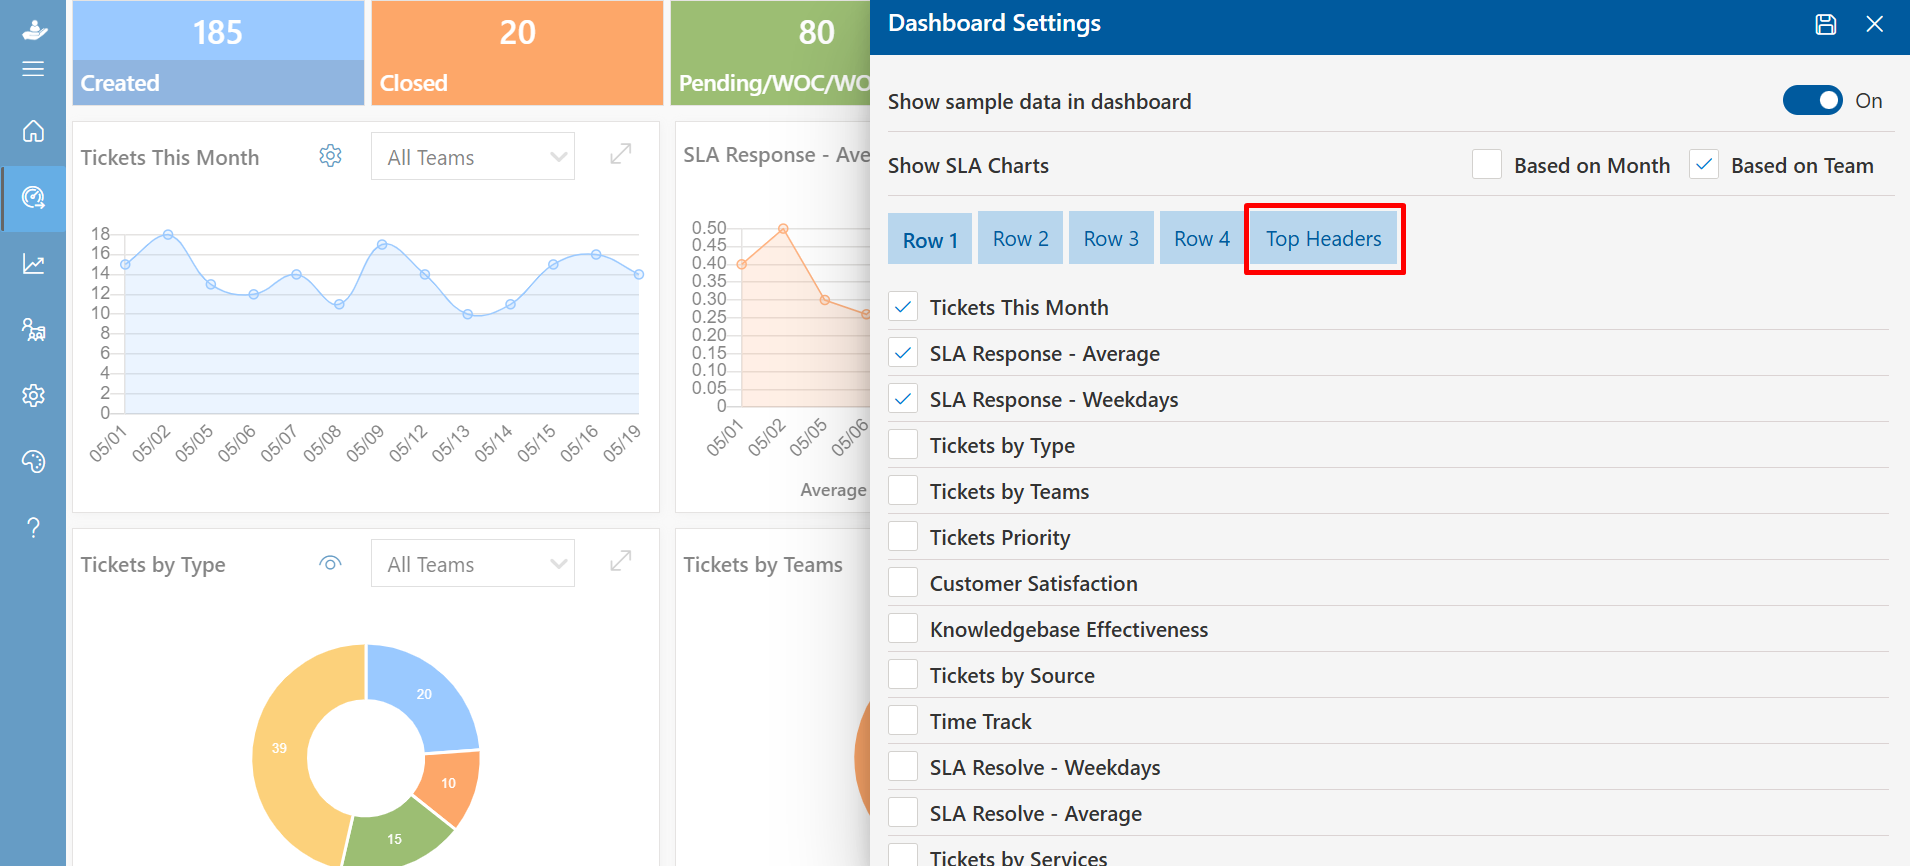 185
Created
20
Closed
80
Pending/WOC/WO
Tickets This Month
All Teams
18
16
14
12
10
8
6
4
2
0
05/01
05/02
05/05
05/06
05/07
05/08
05/09
05/12
05/13
05/14
05/15
05/16
05/19
SLA Response - Ave
0.50
0.45
0.40
0.35
0.30
0.25
0.20
0.15
0.10
0.05
0
05/01
05/02
05/05
05/06
Average
Tickets by Type
All Teams
20
10
15
39
Tickets by Teams
Dashboard Settings
Show sample data in dashboard
On
Show SLA Charts
Based on Month
Based on Team
Row 1
Row 2
Row 3
Row 4
Top Headers
Tickets This Month
SLA Response - Average
SLA Response - Weekdays
Tickets by Type
Tickets by Teams
Tickets Priority
Customer Satisfaction
Knowledgebase Effectiveness
Tickets by Source
Time Track
SLA Resolve - Weekdays
SLA Resolve - Average
Tickets by Services